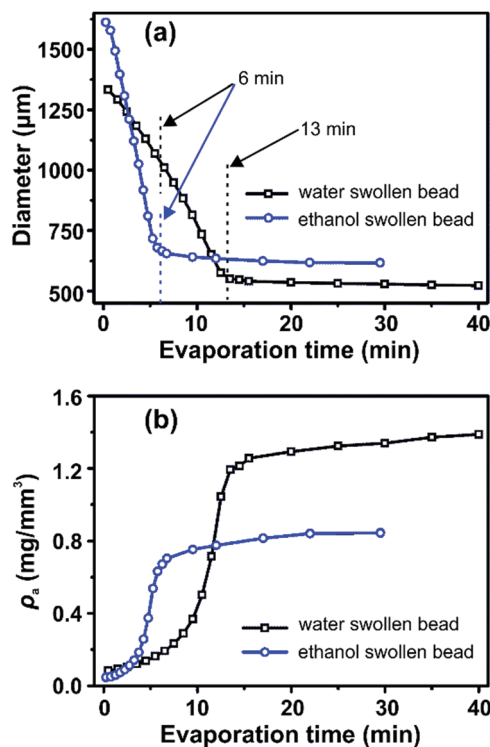 (a)
1500
1250
1000
750
500
Diameter (μm)
6 min
13 min
water swollen bead
ethanol swollen bead
0 10 20 30 40
Evaporation time (min)
(b)
1.6
1.2
0.8
0.4
0.0
ρa (mg/mm³)
water swollen bead
ethanol swollen bead
0 10 20 30 40
Evaporation time (min)